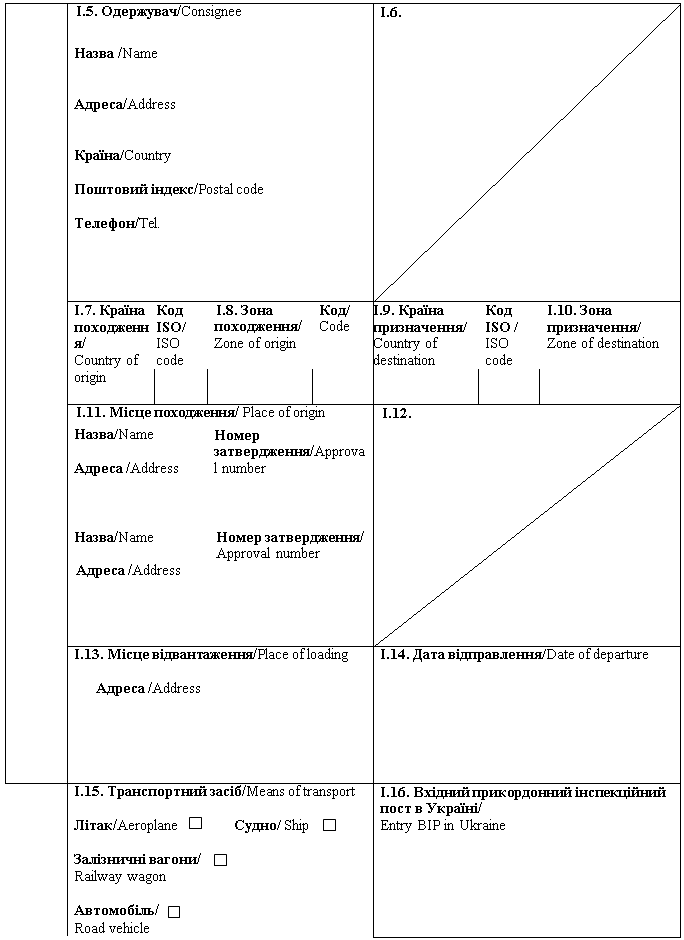 I.5. Одержувач/Consignee
Назва /Name
Адреса/Address
Країна/Country
Поштовий індекс/Postal code
Телефон/Tel.
I.6.
I.7. Країна
походженн
я/
Country of
origin
Код
ISO/
ISO
code
I.8. Зона
походження/
Zone of origin
Код/
Code
I.9. Країна
призначення/
Country of
destination
Код
ISO /
ISO
code
I.10. Зона
призначення/
Zone of destination
I.11. Місце походження/ Place of origin
Назва/Name
Адреса /Address
Номер
затвердження/Approva
l number
Назва/Name
Адреса /Address
Номер затвердження/
Approval number
I.12.
I.13. Місце відвантаження/Place of loading
Адреса /Address
I.14. Дата відправлення/Date of departure
I.15. Транспортний засіб/Means of transport
Літак/Aeroplane Судно/ Ship
Залізничні вагони/
Railway wagon
Автомобіль/
Road vehicle
I.16. Вхідний прикордонний інспекційний
пост в Україні/
Entry BIP in Ukraine